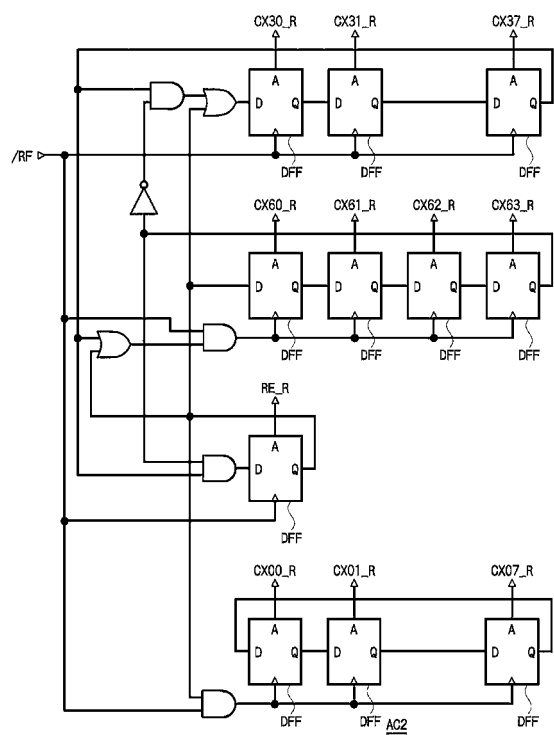 CX30_R CX31_R CX37_R
A A A
D Q D Q D Q
/RF
DFF DFF DFF
CX60_R CX61_R CX62_R CX63_R
A A A A
D Q D Q D Q D Q
DFF DFF DFF DFF
RE_R
A
D Q
DFF
CX00_R CX01_R CX07_R
A A A
D Q D Q D Q
DFF DFF DFF
AC2